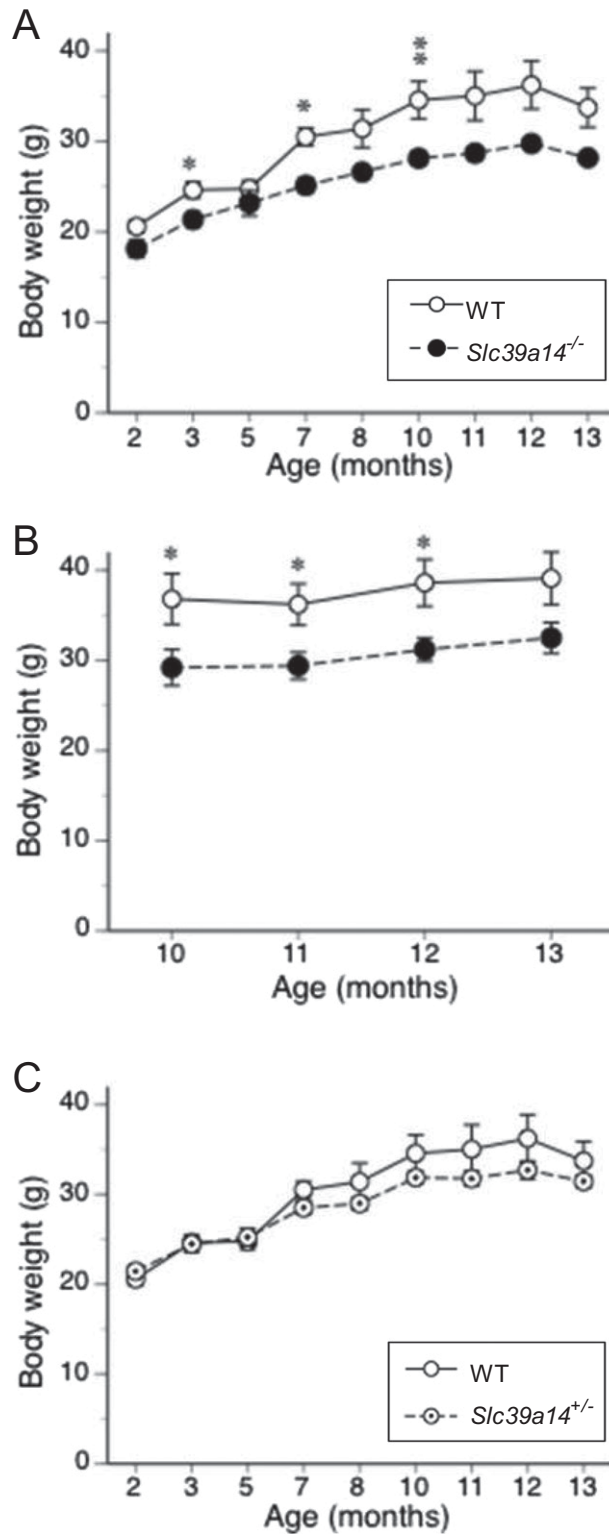 A
Body weight (g)
40
30
20
10
0
*
*
**
WT
Slc39a14-/-
2 3 5 7 8 10 11 12 13
Age (months)
B
Body weight (g)
40
30
20
10
0
* * *
10 11 12 13
Age (months)
C
Body weight (g)
40
30
20
10
0
WT
Slc39a14+/-
2 3 5 7 8 10 11 12 13
Age (months)